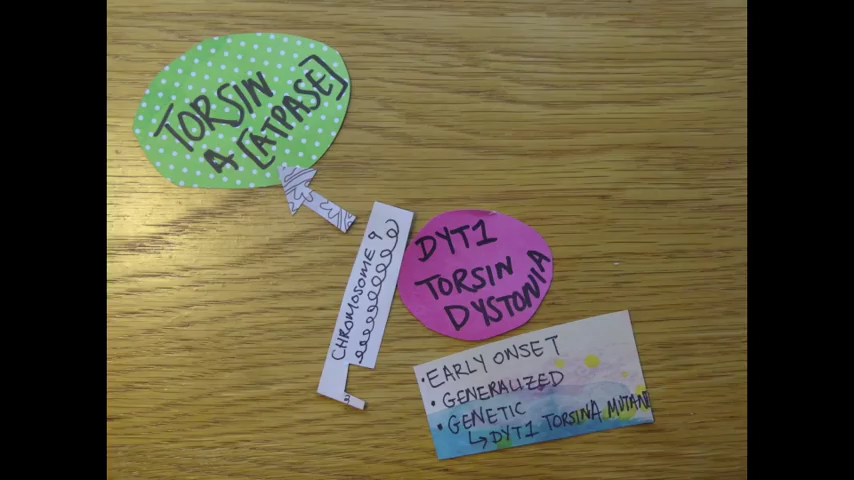 TORSIN
A [ATPASE]
CHROMOSOME 9
DYT1
TORSIN
DYSTONIA
• EARLY ONSET
• GENERALIZED
• GENETIC
↳ DYT1 TORSINA MUTANT